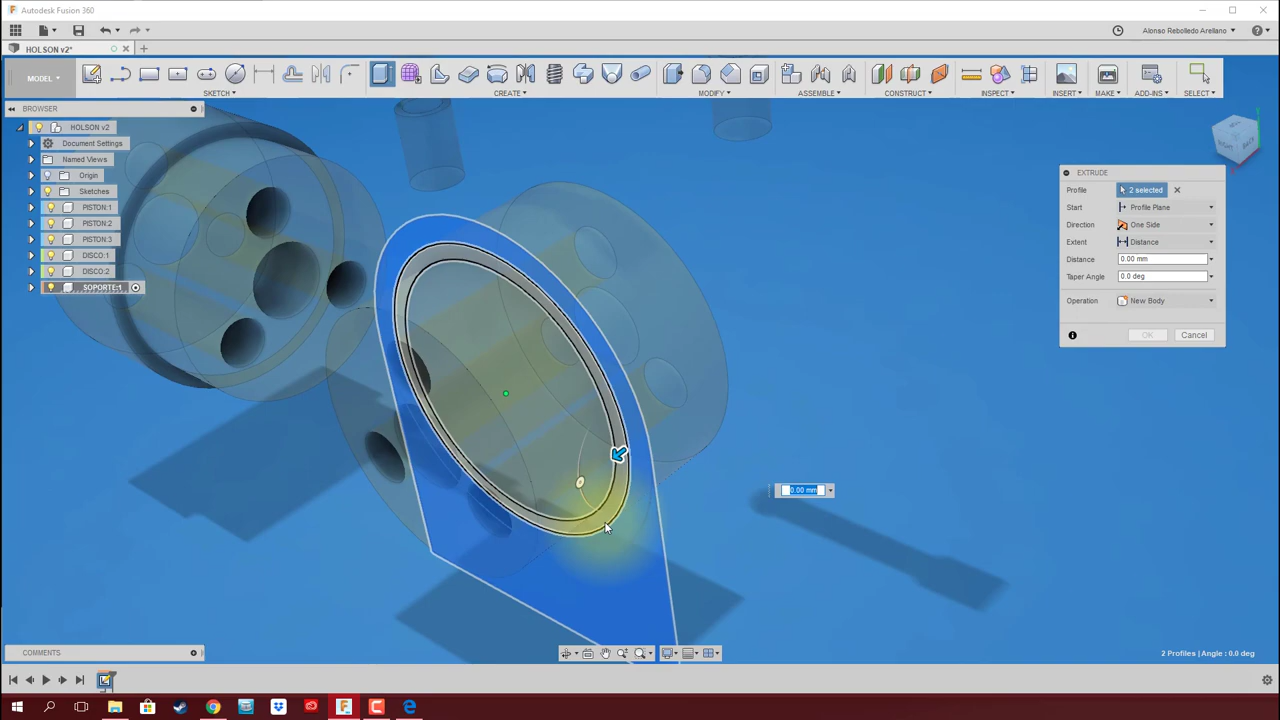 Autodesk Fusion 360
Alonso Rebolledo Arellano
HOLSON v2*
MODEL
SKETCH
CREATE
MODIFY
ASSEMBLE
CONSTRUCT
INSPECT
INSERT
MAKE
ADD-INS
SELECT
BROWSER
HOLSON v2
Document Settings
Named Views
Origin
Sketches
PISTON:1
PISTON:2
PISTON:3
DISCO:1
DISCO:2
SOPORTE:1
EXTRUDE
Profile 2 selected
Start Profile Plane
Direction One Side
Extent Distance
Distance 0.00 mm
Taper Angle 0.0 deg
Operation New Body
OK Cancel
0.00 mm
COMMENTS
2 Profiles | Angle : 0.0 deg